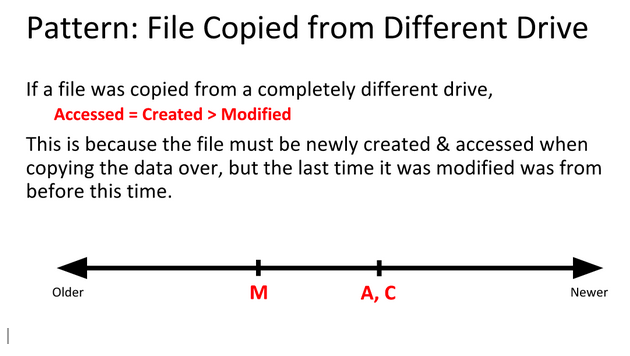 Pattern: File Copied from Different Drive
If a file was copied from a completely different drive,
Accessed = Created > Modified
This is because the file must be newly created & accessed when
copying the data over, but the last time it was modified was from
before this time.
M
A, C
Older
Newer